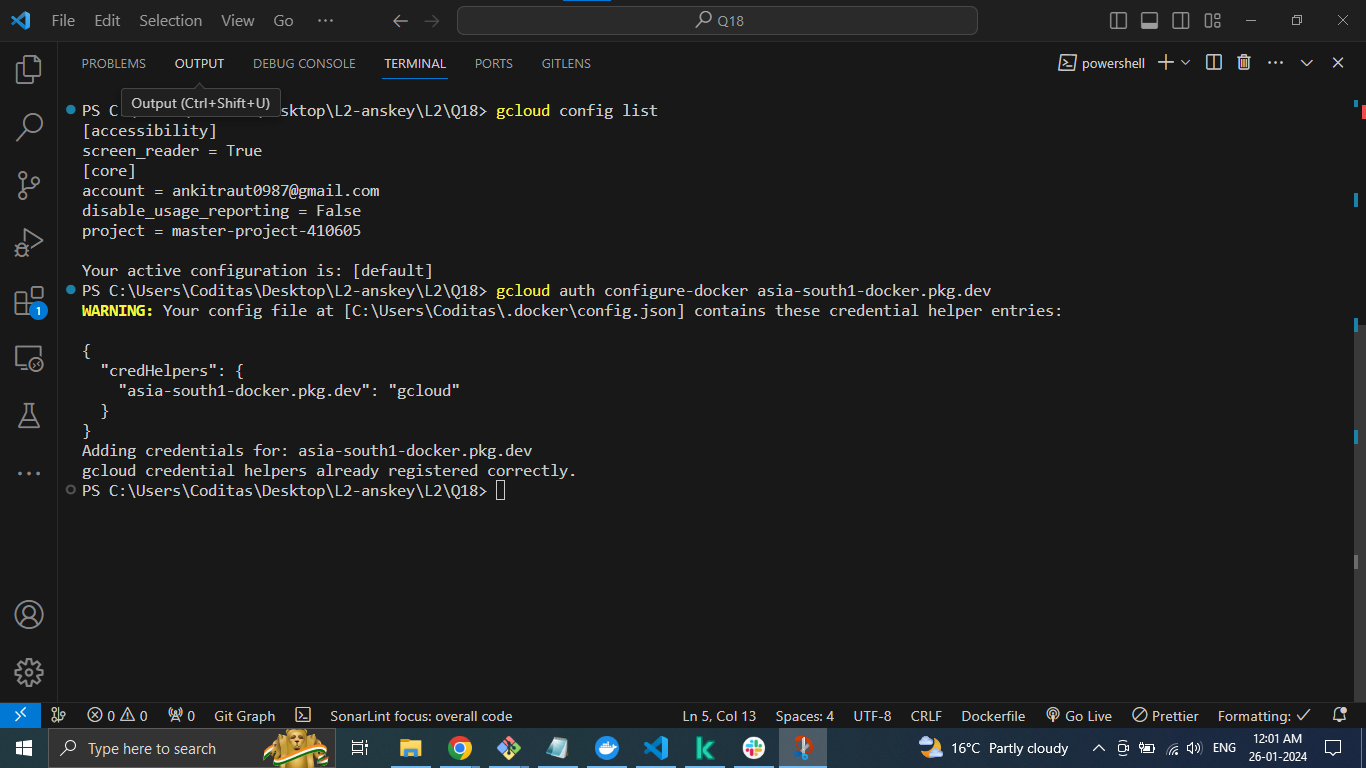 File Edit Selection View Go ··· Q18
PROBLEMS OUTPUT DEBUG CONSOLE TERMINAL PORTS GITLENS powershell
Output (Ctrl+Shift+U)
PS C:\ sktop\L2-anskey\L2\Q18> gcloud config list
[accessibility]
screen_reader = True
[core]
account = ankitraut0987@gmail.com
disable_usage_reporting = False
project = master-project-410605
Your active configuration is: [default]
PS C:\Users\Coditas\Desktop\L2-anskey\L2\Q18> gcloud auth configure-docker asia-south1-docker.pkg.dev
WARNING: Your config file at [C:\Users\Coditas\.docker\config.json] contains these credential helper entries:
{
"credHelpers": {
"asia-south1-docker.pkg.dev": "gcloud"
}
}
Adding credentials for: asia-south1-docker.pkg.dev
gcloud credential helpers already registered correctly.
PS C:\Users\Coditas\Desktop\L2-anskey\L2\Q18>
1
0 0 0 Git Graph SonarLint focus: overall code Ln 5, Col 13 Spaces: 4 UTF-8 CRLF Dockerfile Go Live Prettier Formatting:
Type here to search 16°C Partly cloudy ENG 12:01 AM
26-01-2024